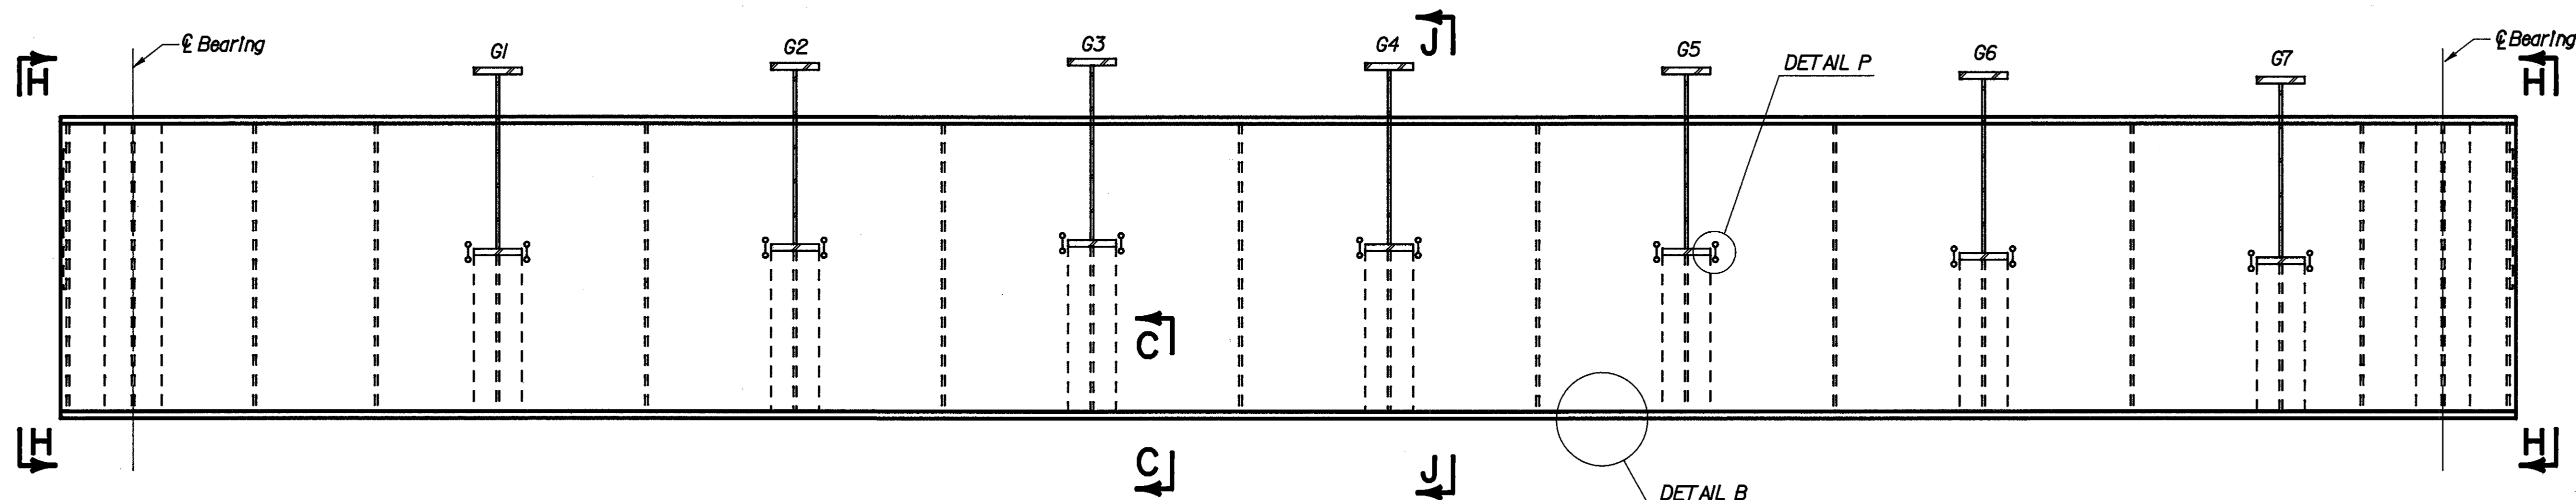 ℄ Bearing
G1
G2
G3
G4
J
G5
DETAIL P
G6
G7
℄ Bearing
H
H
C
H
C
J
H
DETAIL B